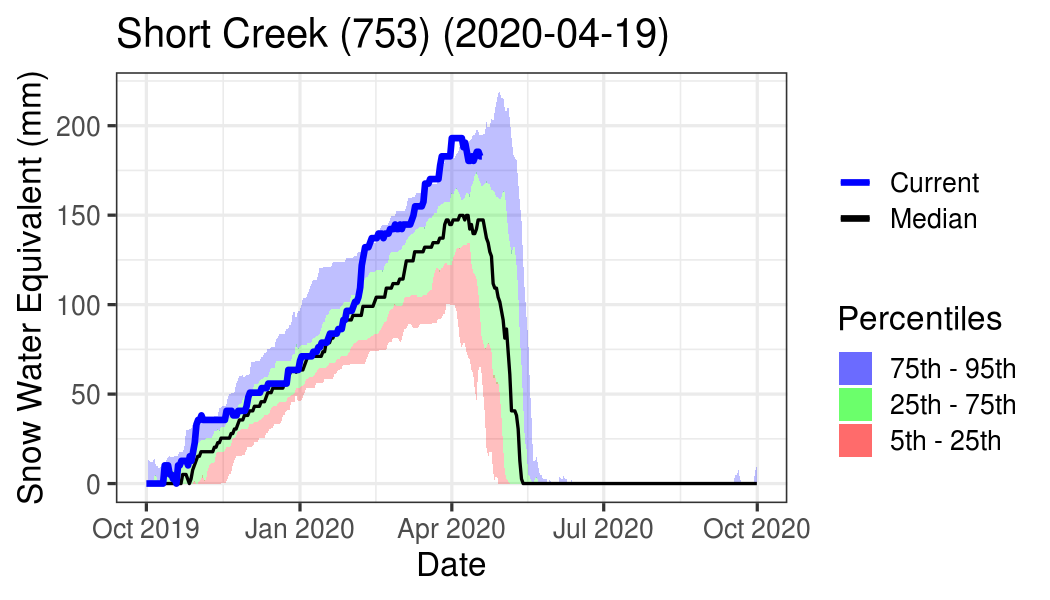 Short Creek (753) (2020-04-19)
Snow Water Equivalent (mm)
200
150
100
50
0
Oct 2019 Jan 2020 Apr 2020 Jul 2020 Oct 2020
Date
Current
Median
Percentiles
75th - 95th
25th - 75th
5th - 25th